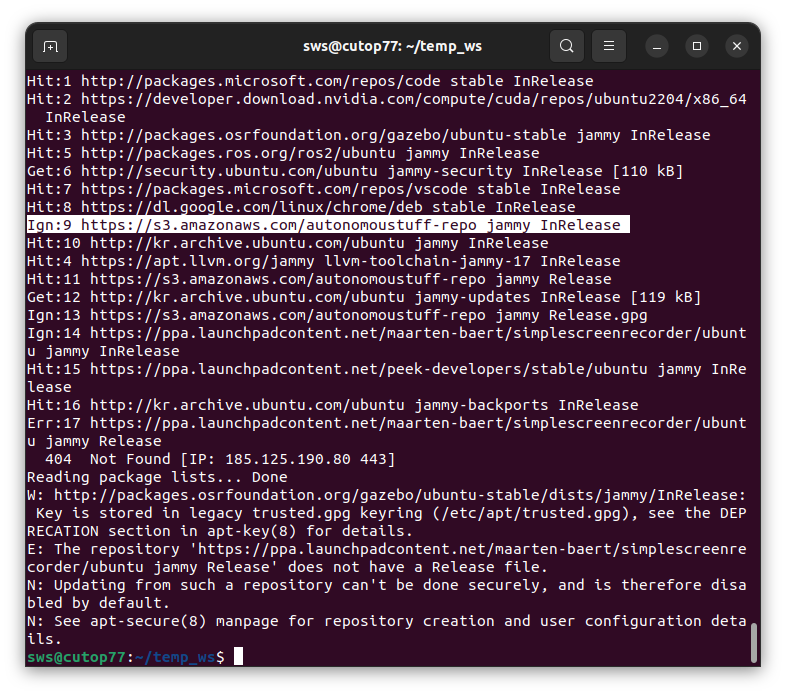 sws@cutop77: ~/temp_ws
Hit:1 http://packages.microsoft.com/repos/code stable InRelease
Hit:2 https://developer.download.nvidia.com/compute/cuda/repos/ubuntu2204/x86_64
  InRelease
Hit:3 http://packages.osrfoundation.org/gazebo/ubuntu-stable jammy InRelease
Hit:5 http://packages.ros.org/ros2/ubuntu jammy InRelease
Get:6 http://security.ubuntu.com/ubuntu jammy-security InRelease [110 kB]
Hit:7 https://packages.microsoft.com/repos/vscode stable InRelease
Hit:8 https://dl.google.com/linux/chrome/deb stable InRelease
Ign:9 https://s3.amazonaws.com/autonomoustuff-repo jammy InRelease
Hit:10 http://kr.archive.ubuntu.com/ubuntu jammy InRelease
Hit:4 https://apt.llvm.org/jammy llvm-toolchain-jammy-17 InRelease
Hit:11 https://s3.amazonaws.com/autonomoustuff-repo jammy Release
Get:12 http://kr.archive.ubuntu.com/ubuntu jammy-updates InRelease [119 kB]
Ign:13 https://s3.amazonaws.com/autonomoustuff-repo jammy Release.gpg
Ign:14 https://ppa.launchpadcontent.net/maarten-baert/simplescreenrecorder/ubunt
u jammy InRelease
Hit:15 https://ppa.launchpadcontent.net/peek-developers/stable/ubuntu jammy InRe
lease
Hit:16 http://kr.archive.ubuntu.com/ubuntu jammy-backports InRelease
Err:17 https://ppa.launchpadcontent.net/maarten-baert/simplescreenrecorder/ubunt
u jammy Release
  404  Not Found [IP: 185.125.190.80 443]
Reading package lists... Done
W: http://packages.osrfoundation.org/gazebo/ubuntu-stable/dists/jammy/InRelease:
 Key is stored in legacy trusted.gpg keyring (/etc/apt/trusted.gpg), see the DEP
RECATION section in apt-key(8) for details.
E: The repository 'https://ppa.launchpadcontent.net/maarten-baert/simplescreenre
corder/ubuntu jammy Release' does not have a Release file.
N: Updating from such a repository can't be done securely, and is therefore disa
bled by default.
N: See apt-secure(8) manpage for repository creation and user configuration deta
ils.
sws@cutop77:~/temp_ws$